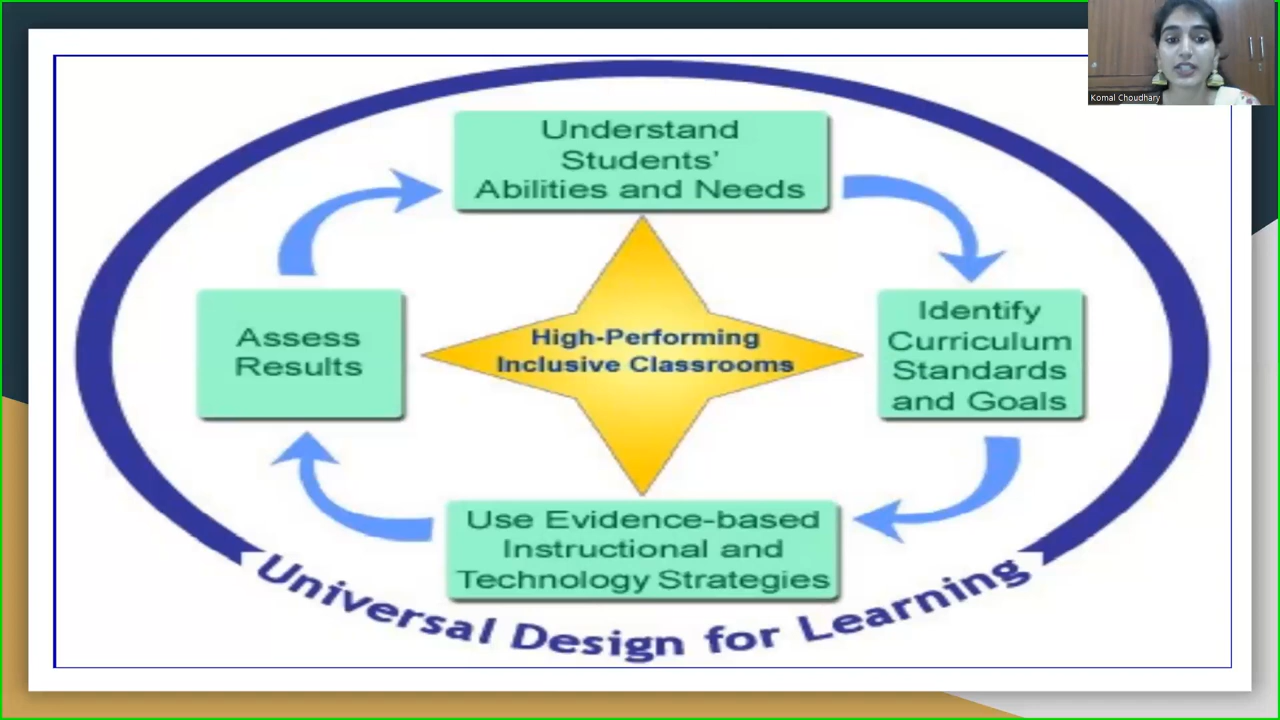 Komal Choudhary
Understand
Students'
Abilities and Needs
Identify
Curriculum
Standards
and Goals
High-Performing
Inclusive Classrooms
Assess
Results
Use Evidence-based
Instructional and
Technology Strategies
Universal Design for Learning